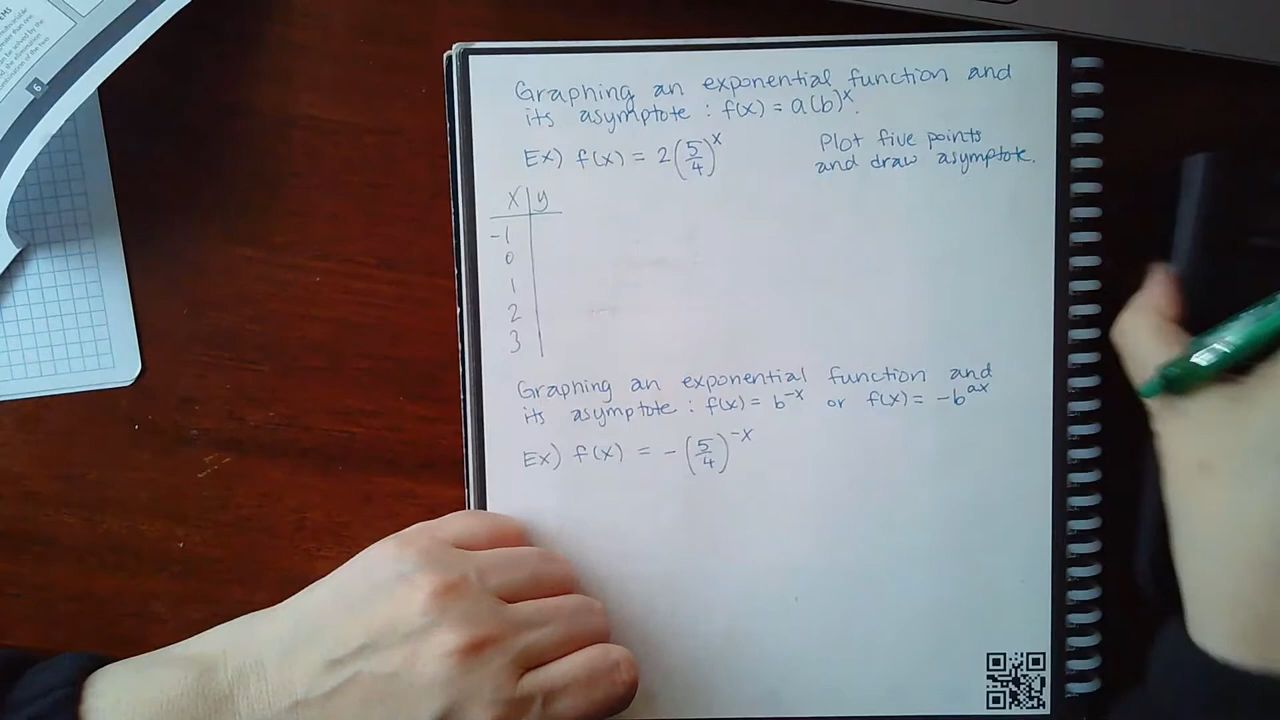 Graphing an exponential function and
its asymptote : f(x) = a(b)^x.
Ex) f(x) = 2(5/4)^x
Plot five points
and draw asymptote.
x | y
-1
0
1
2
3
Graphing an exponential function and
its asymptote : f(x) = b^-x or f(x) = -b^ax
Ex) f(x) = -(5/4)^-x
6